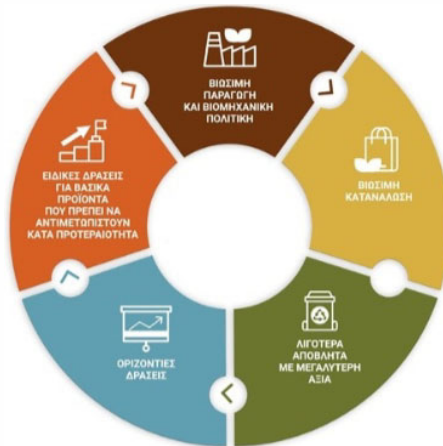 ΒΙΩΣΙΜΗ
ΠΑΡΑΓΩΓΗ
ΚΑΙ ΒΙΟΜΗΧΑΝΙΚΗ
ΠΟΛΙΤΙΚΗ
ΒΙΩΣΙΜΗ
ΚΑΤΑΝΑΛΩΣΗ
ΛΙΓΟΤΕΡΑ
ΑΠΟΒΛΗΤΑ
ΜΕ ΜΕΓΑΛΥΤΕΡΗ
ΑΞΙΑ
ΟΡΙΖΟΝΤΙΕΣ
ΔΡΑΣΕΙΣ
ΕΙΔΙΚΕΣ ΔΡΑΣΕΙΣ
ΓΙΑ ΒΑΣΙΚΑ
ΠΡΟΪΟΝΤΑ
ΠΟΥ ΠΡΕΠΕΙ ΝΑ
ΑΝΤΙΜΕΤΩΠΙΣΤΟΥΝ
ΚΑΤΑ ΠΡΟΤΕΡΑΙΟΤΗΤΑ